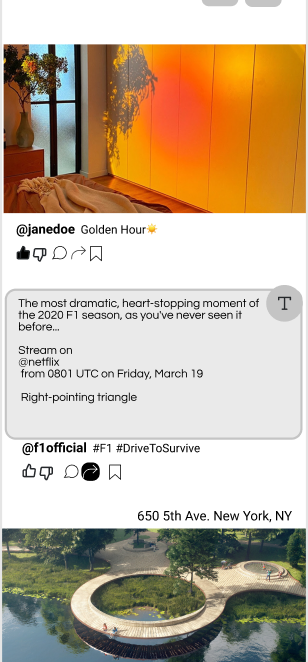 @janedoe Golden Hour☀️
The most dramatic, heart-stopping moment of
the 2020 F1 season, as you've never seen it
before...
T
Stream on
@netflix
from 0801 UTC on Friday, March 19
Right-pointing triangle
@f1official #F1 #DriveToSurvive
650 5th Ave. New York, NY